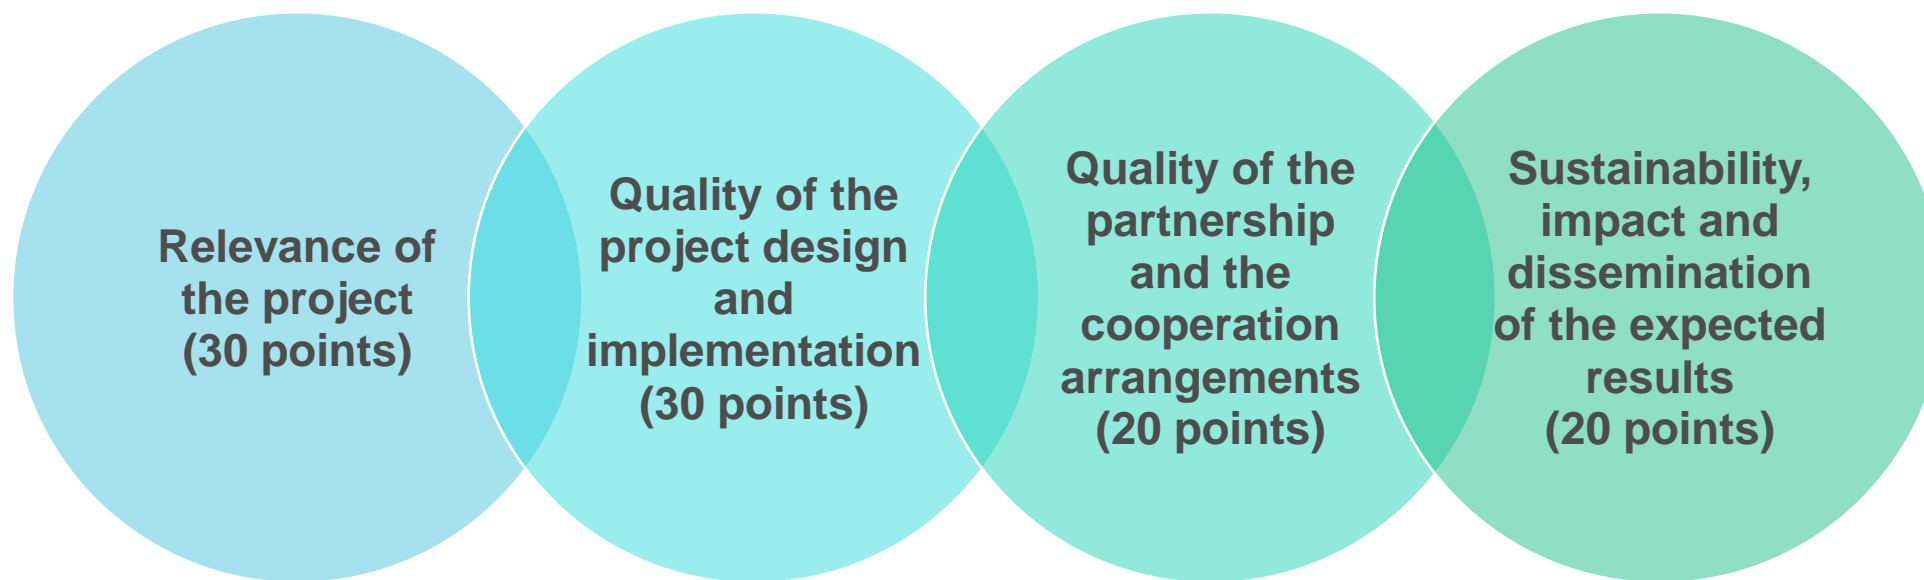 Relevance of
the project
(30 points)
Quality of the
project design
and
implementation
(30 points)
Quality of the
partnership
and the
cooperation
arrangements
(20 points)
Sustainability,
impact and
dissemination
of the expected
results
(20 points)